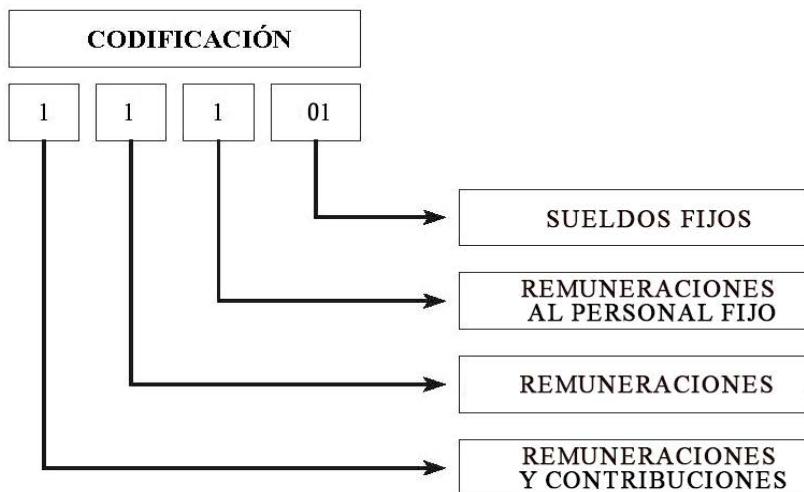 CODIFICACIÓN
1 1 1 01
SUELDOS FIJOS
REMUNERACIONES
AL PERSONAL FIJO
REMUNERACIONES
REMUNERACIONES
Y CONTRIBUCIONES